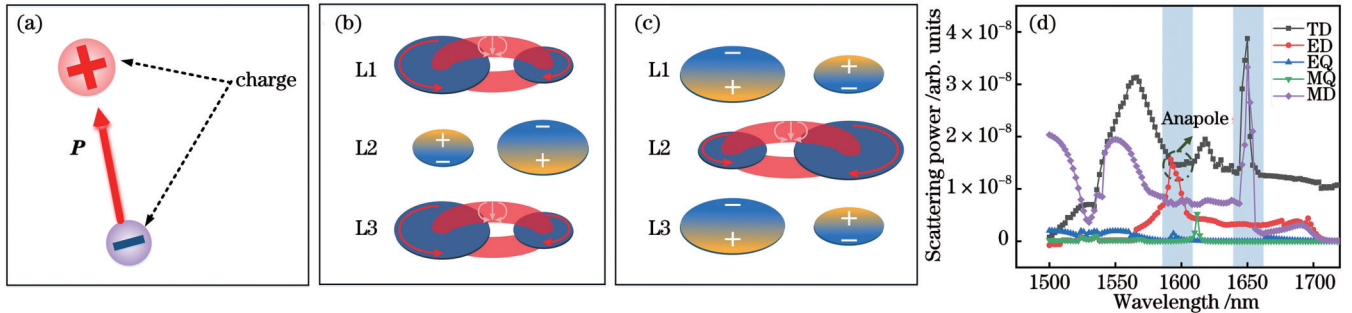 (a)
+
charge
P
−
(b)
L1
L2
+ −
− +
L3
(c)
L1
− +
+ −
L2
L3
− +
+ −
(d)
Scattering power /arb. units
4 × 10⁻⁸
3 × 10⁻⁸
2 × 10⁻⁸
1 × 10⁻⁸
0
TD
ED
EQ
MQ
MD
Anapole
1500 1550 1600 1650 1700
Wavelength /nm